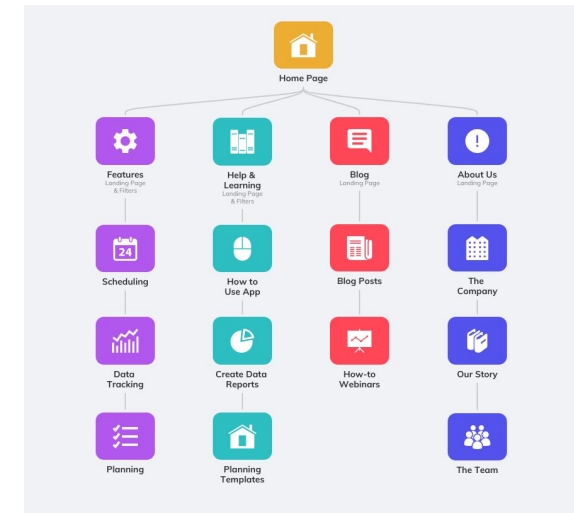 Home Page
Features
Landing Page
& Filters
Help &
Learning
Landing Page
& Filters
Blog
Landing Page
About Us
Landing Page
24
Scheduling
How to
Use App
Blog Posts
The
Company
Data
Tracking
Create Data
Reports
How-to
Webinars
Our Story
Planning
Planning
Templates
The Team